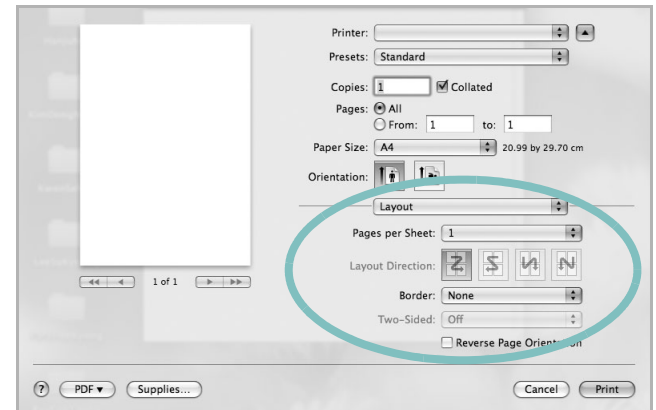 Printer:
Presets: Standard
Copies: 1 Collated
Pages: All
From: 1 to: 1
Paper Size: A4 20.99 by 29.70 cm
Orientation:
Layout
Pages per Sheet: 1
Layout Direction:
1 of 1
Border: None
Two-Sided: Off
Reverse Page Orientation
? PDF Supplies... Cancel Print